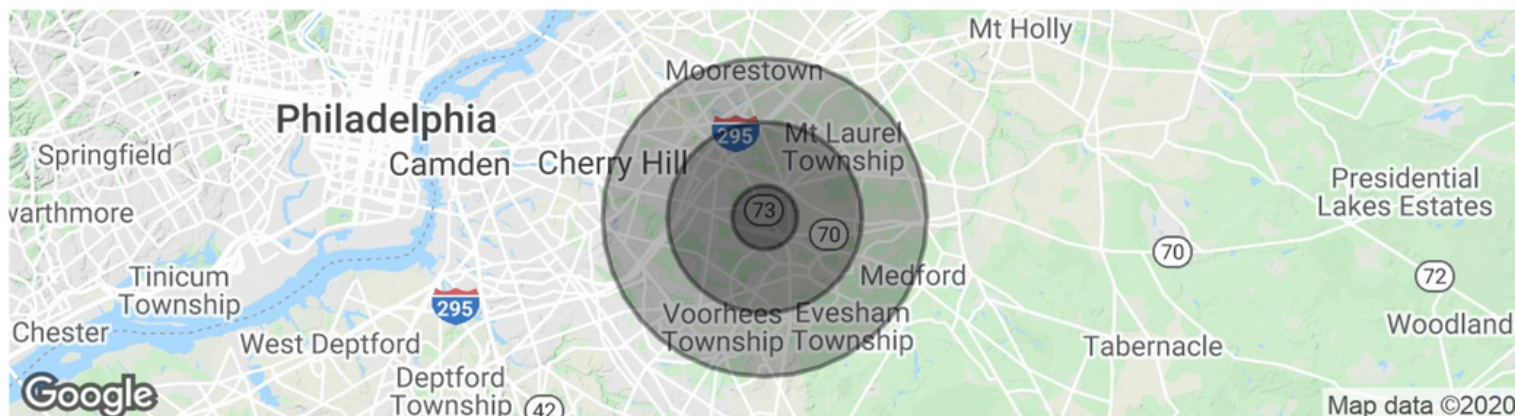 Mt Holly
Moorestown
Philadelphia
295
Mt Laurel
Township
Springfield
Camden
Cherry Hill
Presidential
Lakes Estates
warthmore
73
70
70
Tinicum
Township
Medford
72
295
Chester
Voorhees
Township
Evesham
Township
Woodland
West Deptford
Tabernacle
Deptford
Township
42
Google
Map data ©2020